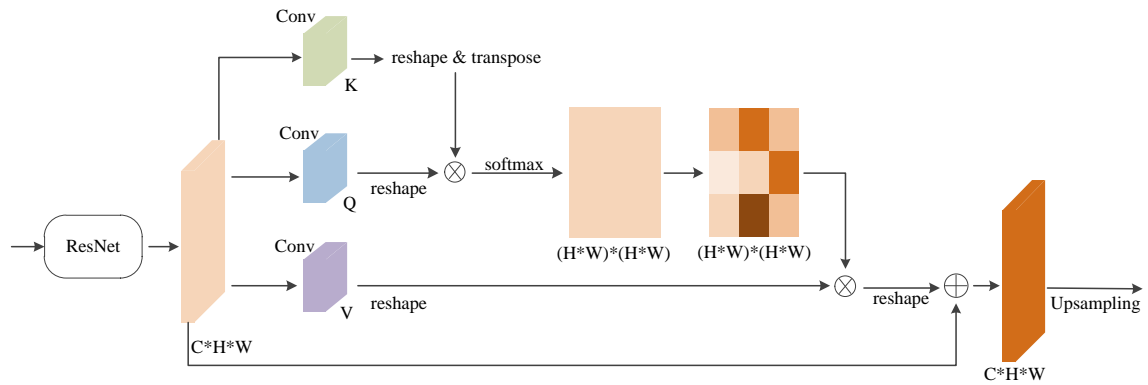 Conv
reshape & transpose
K
Conv
softmax
reshape
Q
ResNet
(H*W)*(H*W)
(H*W)*(H*W)
Conv
reshape
V
reshape
Upsampling
C*H*W
C*H*W